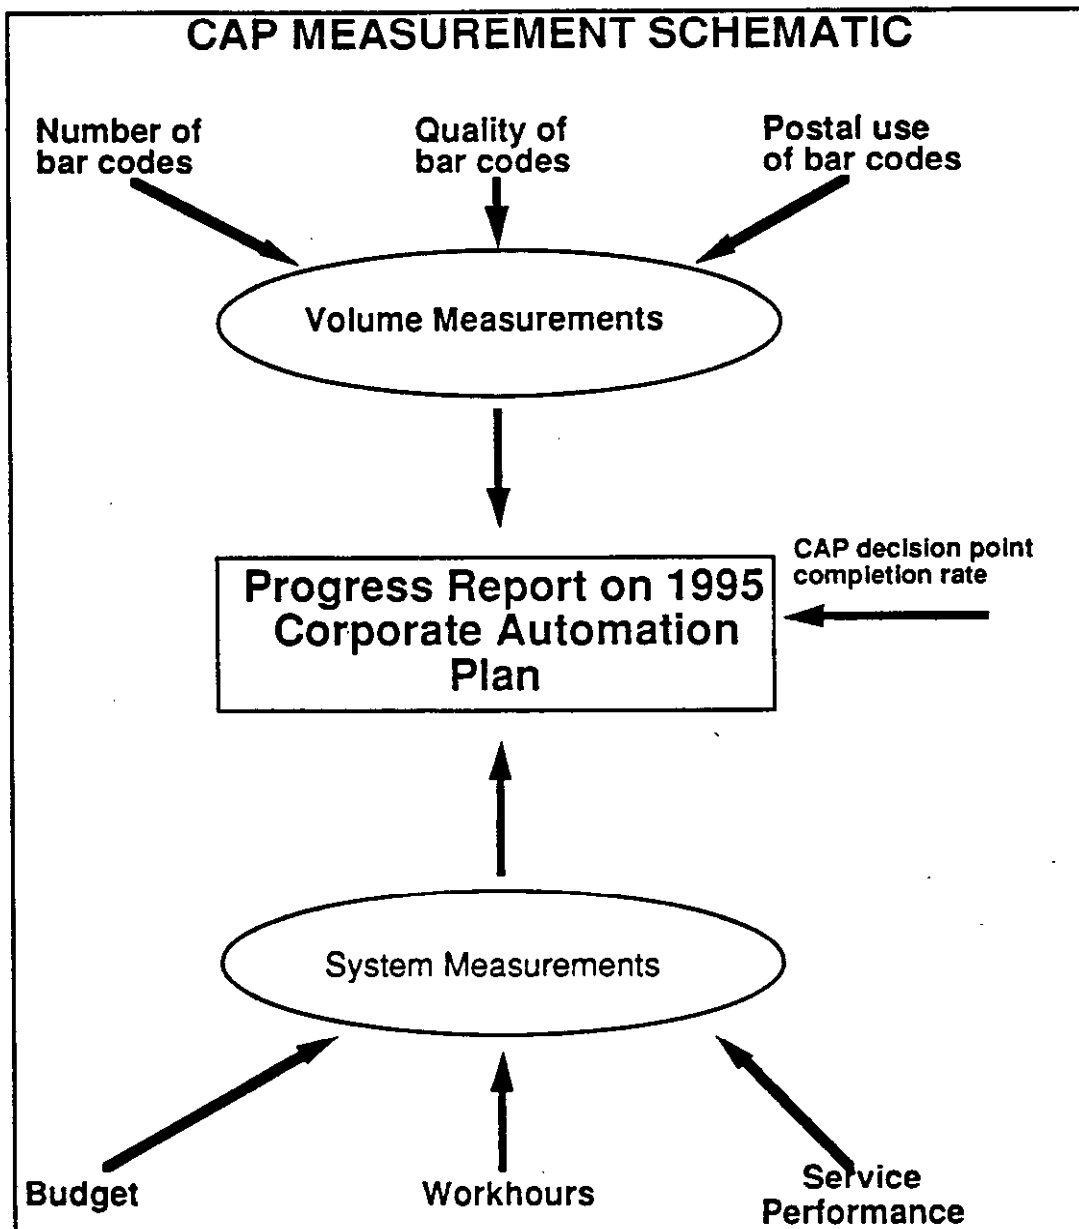 CAP MEASUREMENT SCHEMATIC
Number of
bar codes
Quality of
bar codes
Postal use
of bar codes
Volume Measurements
CAP decision point
completion rate
Progress Report on 1995
Corporate Automation
Plan
System Measurements
Budget
Workhours
Service
Performance